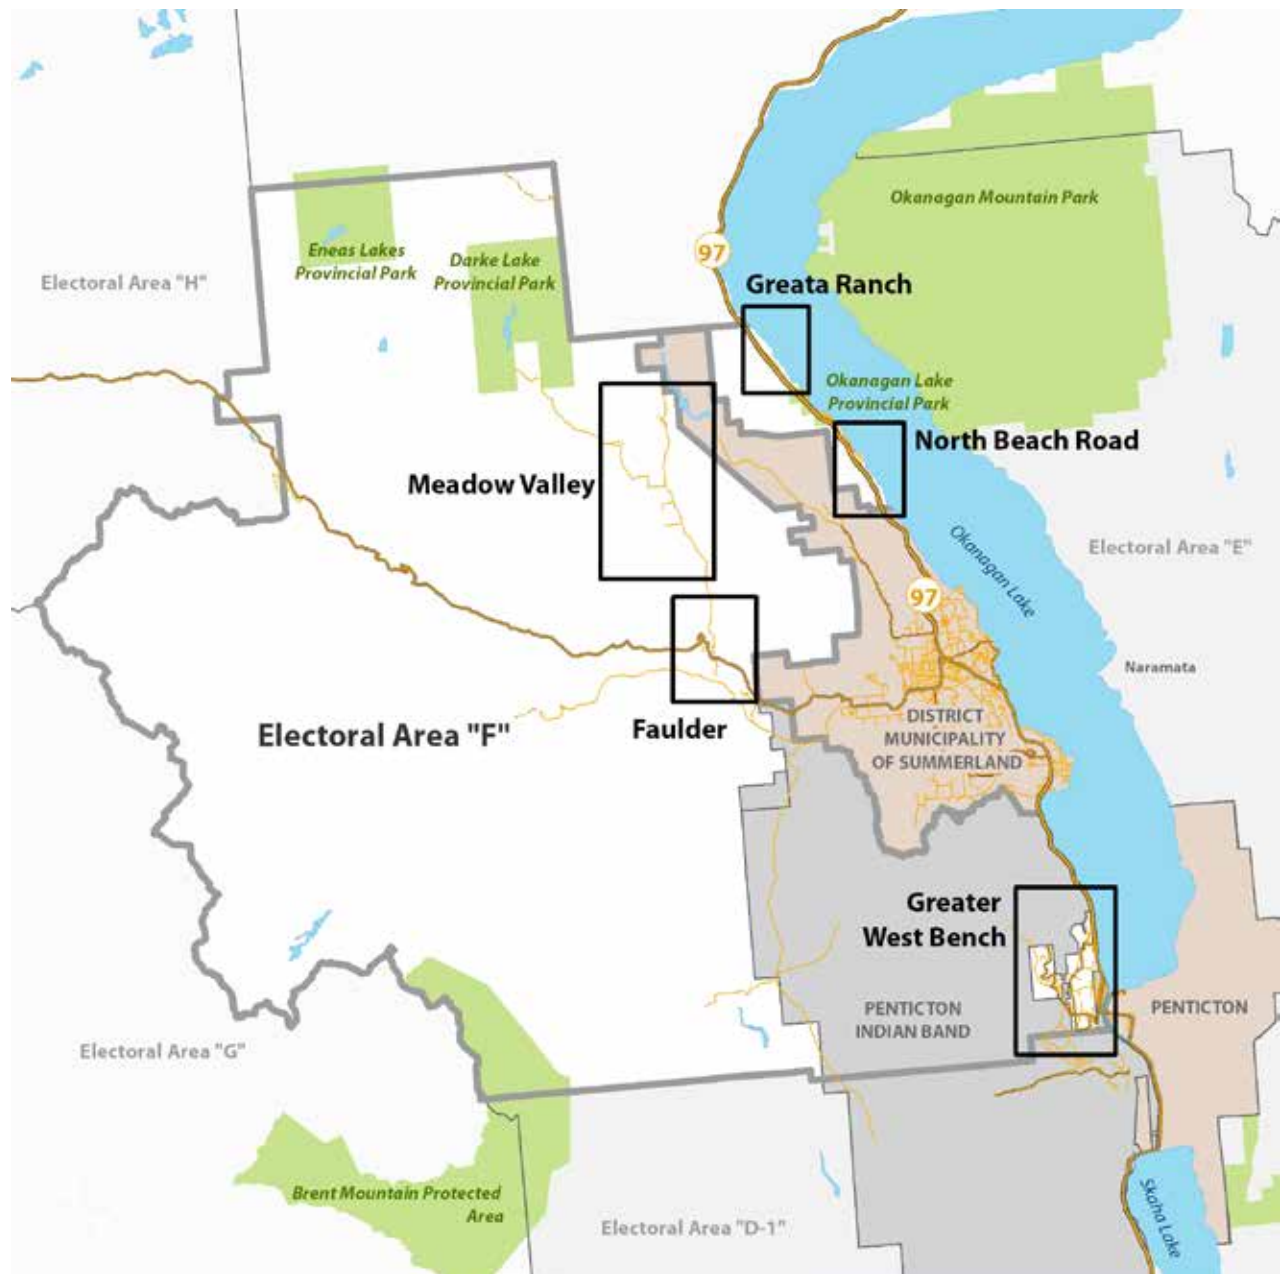 Okanagan Mountain Park
97
Eneas Lakes
Provincial Park
Darke Lake
Provincial Park
Electoral Area "H"
Greata Ranch
Okanagan Lake
Provincial Park
North Beach Road
Meadow Valley
Okanagan Lake
Electoral Area "E"
97
Naramata
Faulder
Electoral Area "F"
DISTRICT
MUNICIPALITY
OF SUMMERLAND
Greater
West Bench
PENTICTON
INDIAN BAND
PENTICTON
Electoral Area "G"
Brent Mountain Protected
Area
Electoral Area "D-1"
Skaha Lake